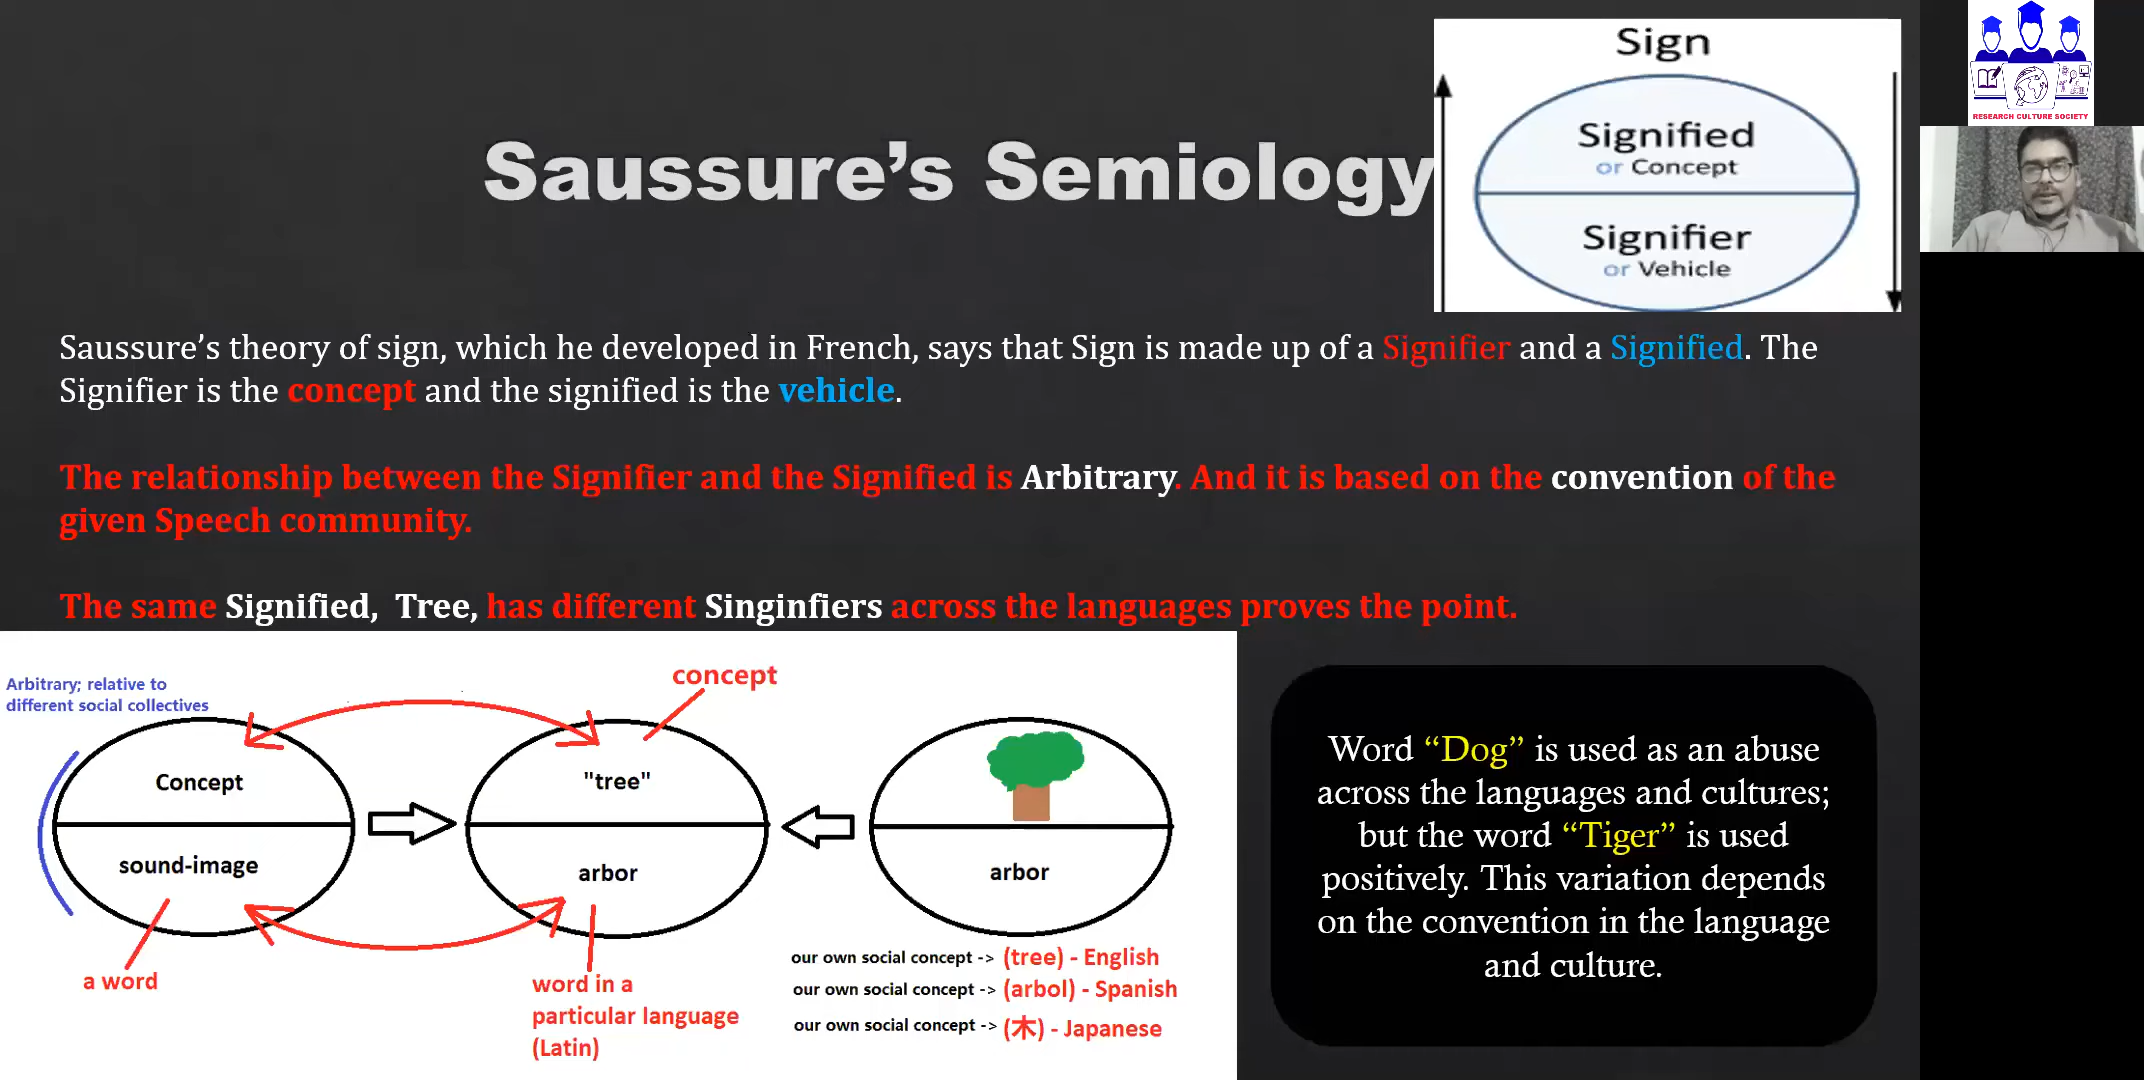 Sign
Signified
or Concept
Signifier
or Vehicle
RESEARCH CULTURE SOCIETY
Saussure’s Semiology
Saussure’s theory of sign, which he developed in French, says that Sign is made up of a Signifier and a Signified. The
Signifier is the concept and the signified is the vehicle.
The relationship between the Signifier and the Signified is Arbitrary. And it is based on the convention of the
given Speech community.
The same Signified, Tree, has different Singinfiers across the languages proves the point.
Arbitrary; relative to
different social collectives
Concept
sound-image
a word
concept
"tree"
arbor
word in a
particular language
(Latin)
arbor
our own social concept -> (tree) - English
our own social concept -> (arbol) - Spanish
our own social concept -> (木) - Japanese
Word “Dog” is used as an abuse
across the languages and cultures;
but the word “Tiger” is used
positively. This variation depends
on the convention in the language
and culture.